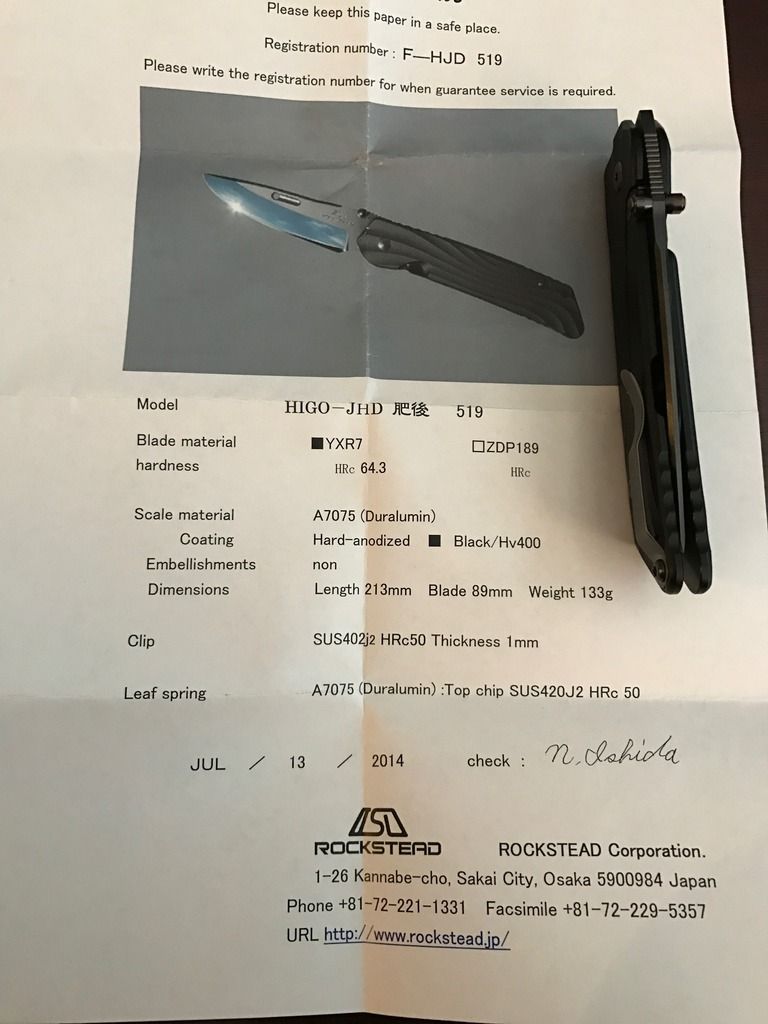 Please keep this paper in a safe place.
Registration number : F—HJD 519
Please write the registration number for when guarantee service is required.
Model HIGO—JHD 肥後 519
Blade material ■YXR7 □ZDP189
hardness HRc 64.3 HRc
Scale material A7075 (Duralumin)
Coating Hard-anodized ■ Black/Hv400
Embellishments non
Dimensions Length 213mm Blade 89mm Weight 133g
Clip SUS402j2 HRc50 Thickness 1mm
Leaf spring A7075 (Duralumin) :Top chip SUS420J2 HRc 50
JUL / 13 / 2014 check : N. Ishida
ROCKSTEAD ROCKSTEAD Corporation.
1-26 Kannabe-cho, Sakai City, Osaka 5900984 Japan
Phone +81-72-221-1331 Facsimile +81-72-229-5357
URL http://www.rockstead.jp/